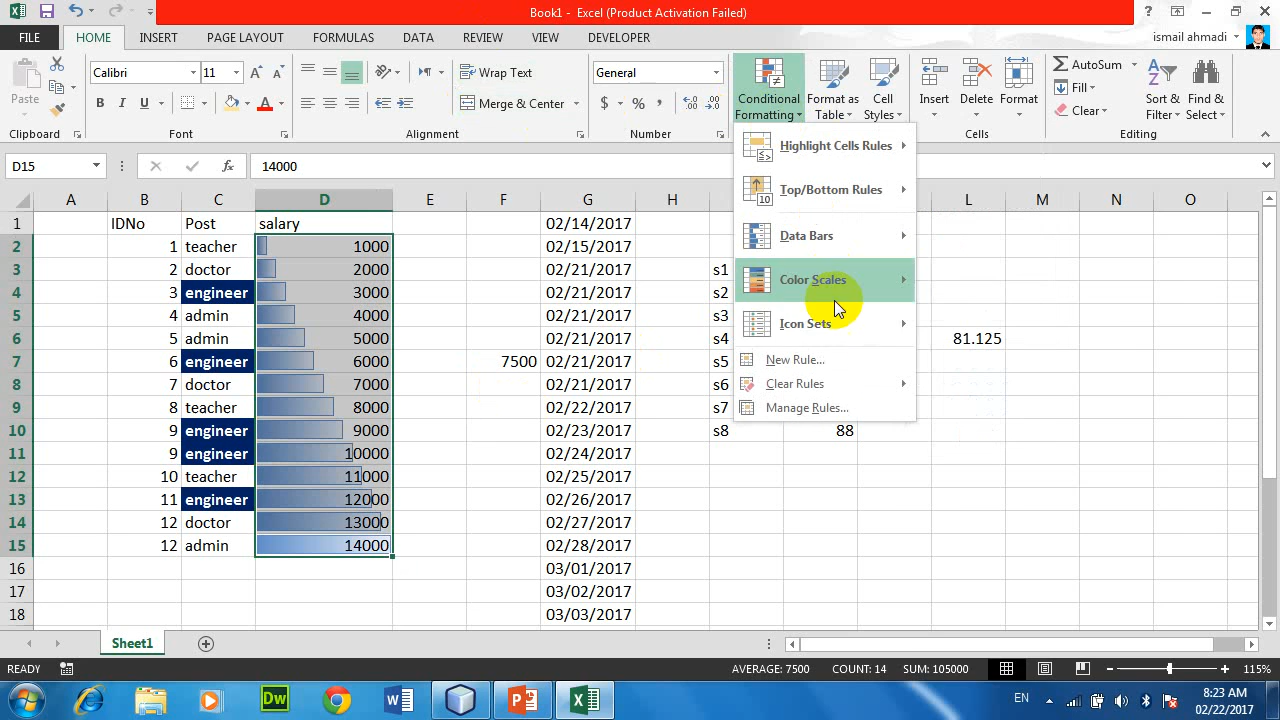 Book1 - Excel (Product Activation Failed)
FILE HOME INSERT PAGE LAYOUT FORMULAS DATA REVIEW VIEW DEVELOPER ismail ahmadi
Paste Calibri 11 Wrap Text General Conditional Formatting Format as Table Cell Styles Insert Delete Format AutoSum Sort & Filter Find & Select
B I U Merge & Center $ % Fill
Clear
Clipboard Font Alignment Number Cells Editing
D15 fx 14000
Highlight Cells Rules
Top/Bottom Rules
Data Bars
Color Scales
Icon Sets
New Rule...
Clear Rules
Manage Rules...
A B C D E F G H L M N O
1 IDNo Post salary 02/14/2017
2 1 teacher 1000 02/15/2017
3 2 doctor 2000 02/21/2017 s1
4 3 engineer 3000 02/21/2017 s2
5 4 admin 4000 02/21/2017 s3
6 5 admin 5000 02/21/2017 s4 81.125
7 6 engineer 6000 7500 02/21/2017 s5
8 7 doctor 7000 02/21/2017 s6
9 8 teacher 8000 02/22/2017 s7
10 9 engineer 9000 02/23/2017 s8 88
11 9 engineer 10000 02/24/2017
12 10 teacher 11000 02/25/2017
13 11 engineer 12000 02/26/2017
14 12 doctor 13000 02/27/2017
15 12 admin 14000 02/28/2017
16 03/01/2017
17 03/02/2017
18 03/03/2017
Sheet1
READY AVERAGE: 7500 COUNT: 14 SUM: 105000 115%
Dw EN 8:23 AM
02/22/2017